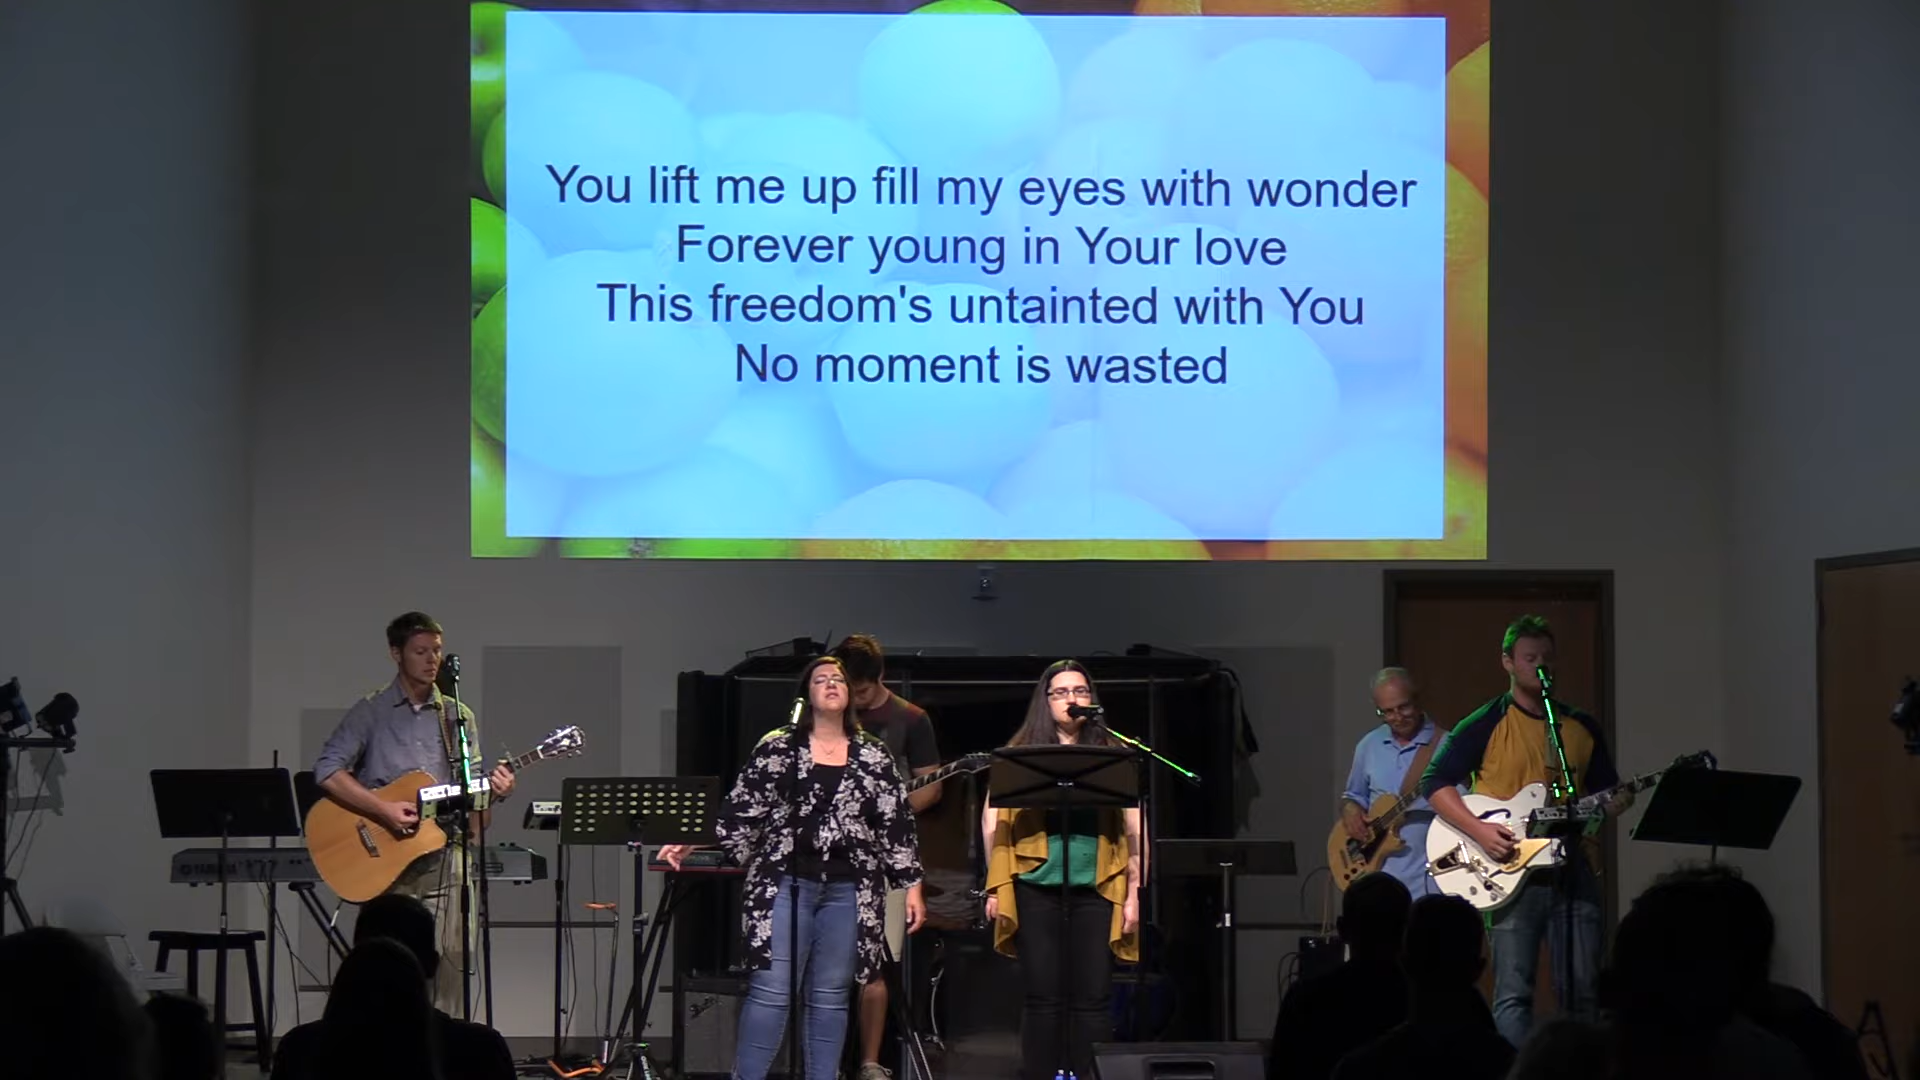 You lift me up fill my eyes with wonder
Forever young in Your love
This freedom's untainted with You
No moment is wasted
YAMAHA